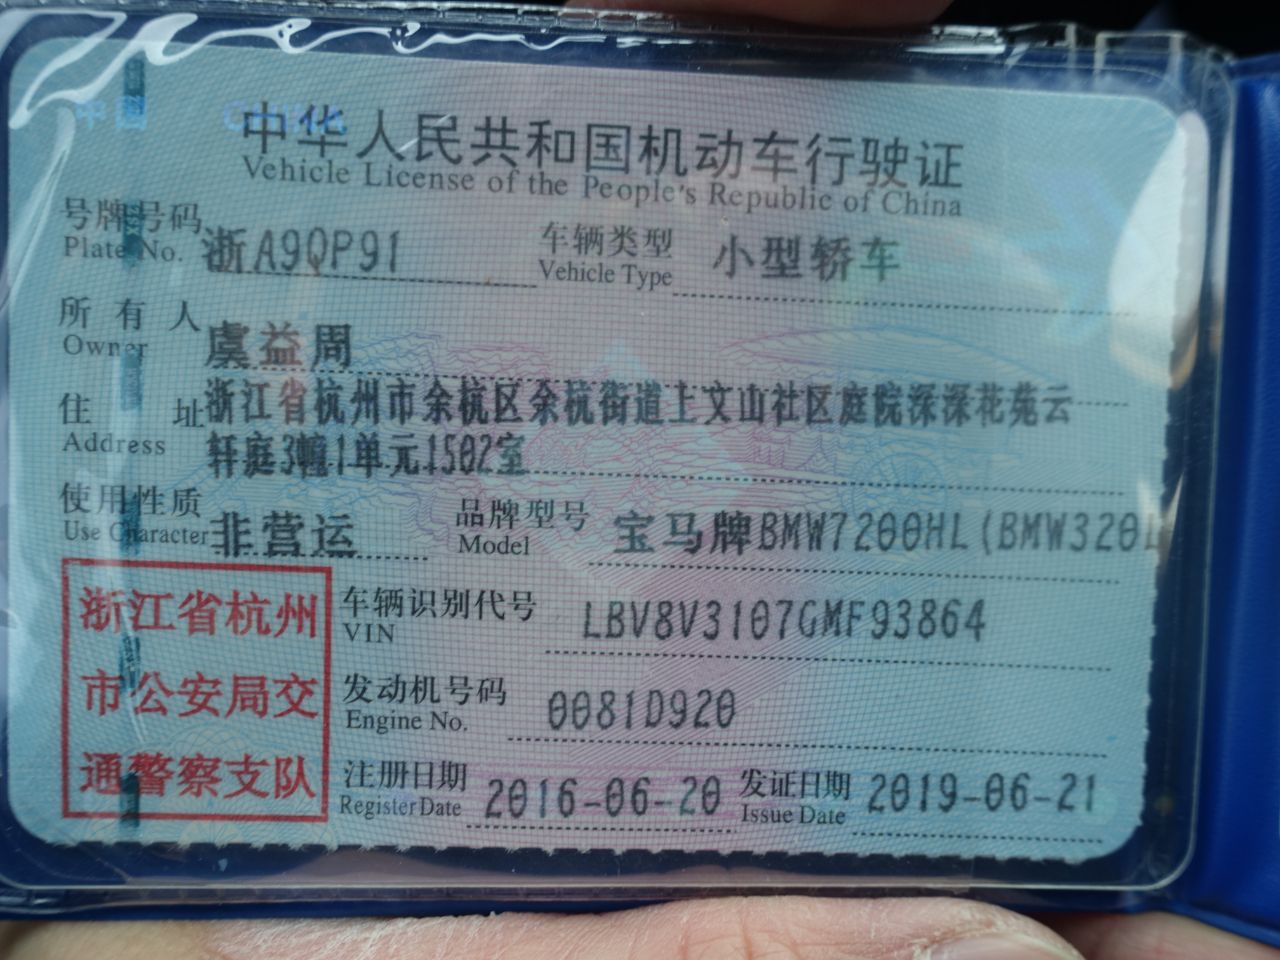 中国 CHINA
中华人民共和国机动车行驶证
Vehicle License of the People's Republic of China
号牌号码 浙A9QP91 车辆类型 小型轿车
Plate No. Vehicle Type
所有人 虞益周
Owner
住址 浙江省杭州市余杭区余杭街道上文山社区庭院深深花苑云
Address 轩庭3幢1单元1502室
使用性质 非营运 品牌型号 宝马牌BMW7200HL(BMW320L
Use Character Model
浙江省杭州
市公安局交
通警察支队
车辆识别代号 LBV8V3107GMF93864
VIN
发动机号码 0081D920
Engine No.
注册日期 2016-06-20 发证日期 2019-06-21
Register Date Issue Date